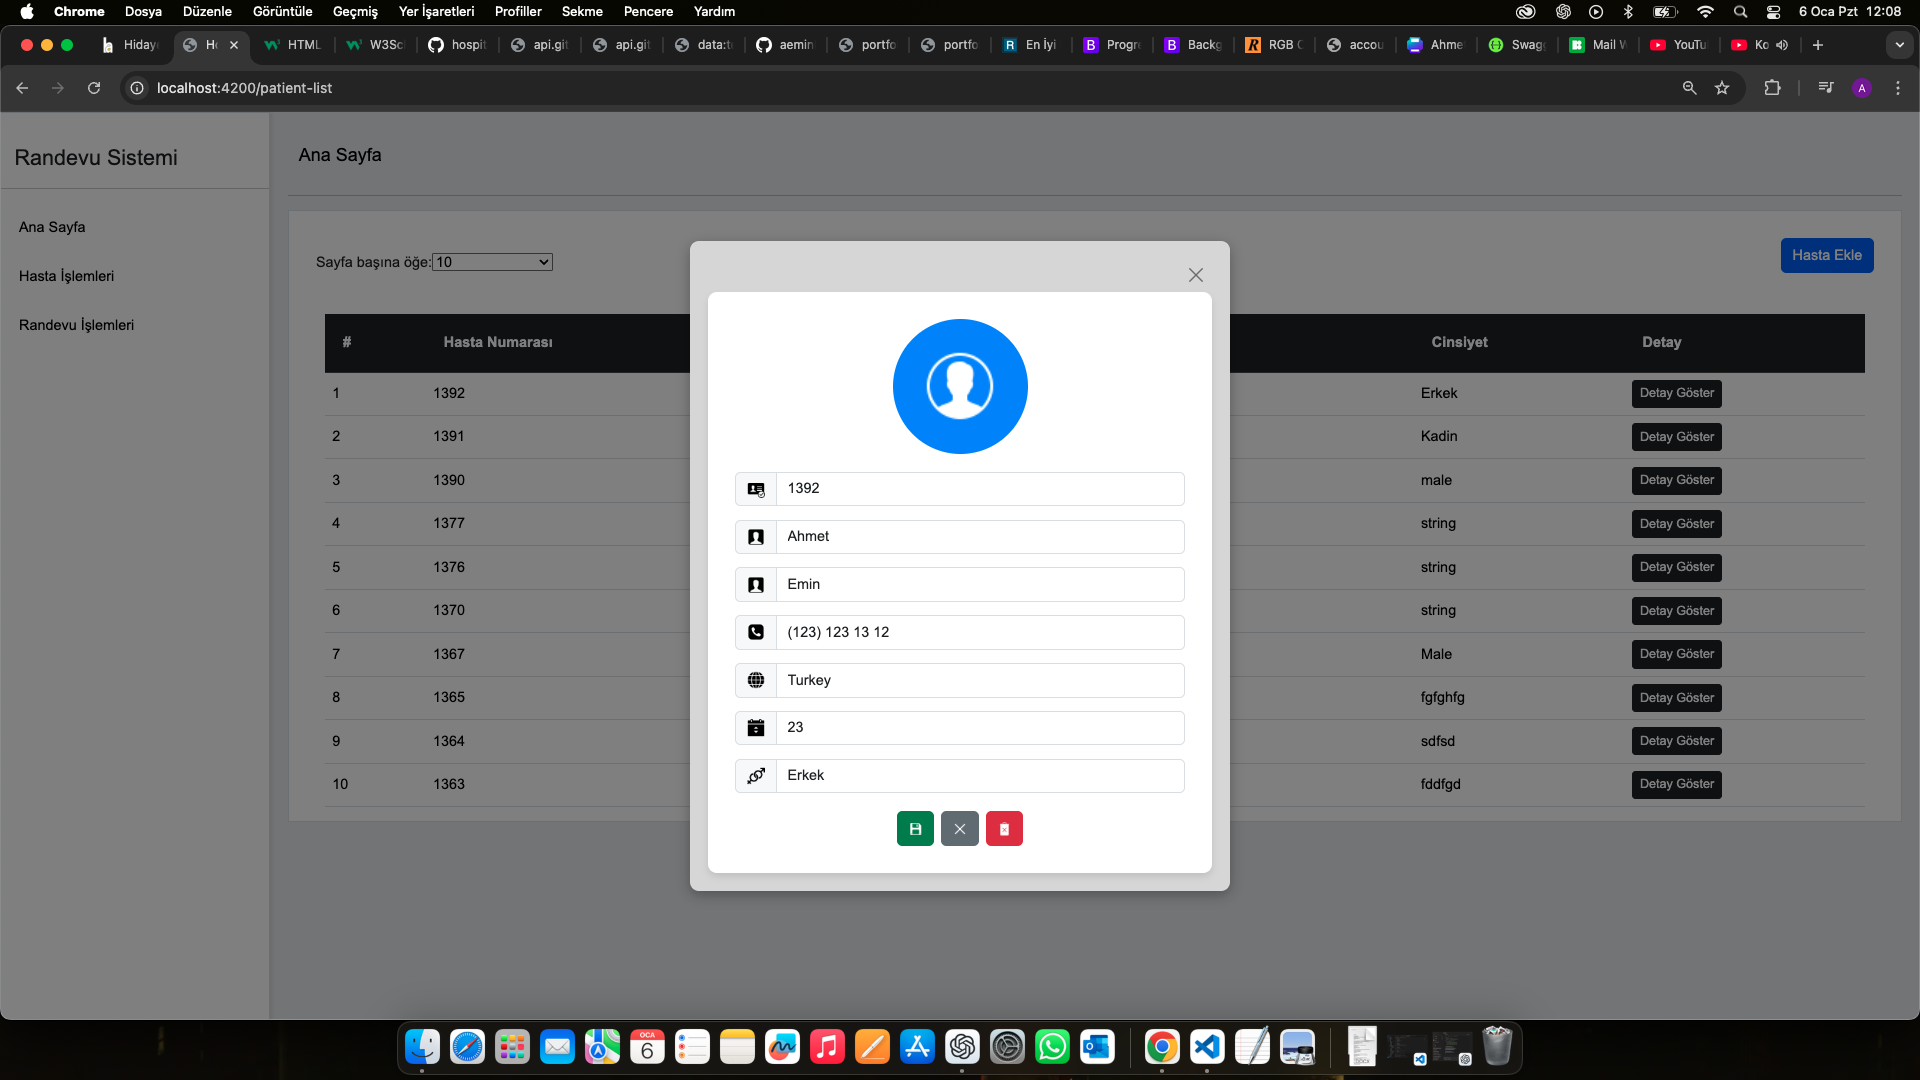 Chrome Dosya Düzenle Görüntüle Geçmiş Yer İşaretleri Profiller Sekme Pencere Yardım 6 Oca Pzt 12:08
Hidaye Ho HTML W3Sc hospit api.git api.git data:te aemin portfo portfo En İyi Progre Backg RGB C accou Ahme Swagg Mail W YouTu Ko
localhost:4200/patient-list A
Randevu Sistemi
Ana Sayfa
Hasta İşlemleri
Randevu İşlemleri
Ana Sayfa
Sayfa başına öğe: 10
Hasta Ekle
# Hasta Numarası Cinsiyet Detay
1 1392 Erkek Detay Göster
2 1391 Kadin Detay Göster
3 1390 male Detay Göster
4 1377 string Detay Göster
5 1376 string Detay Göster
6 1370 string Detay Göster
7 1367 Male Detay Göster
8 1365 fgfghfg Detay Göster
9 1364 sdfsd Detay Göster
10 1363 fddfgd Detay Göster
1392
Ahmet
Emin
(123) 123 13 12
Turkey
23
Erkek
OCA
6